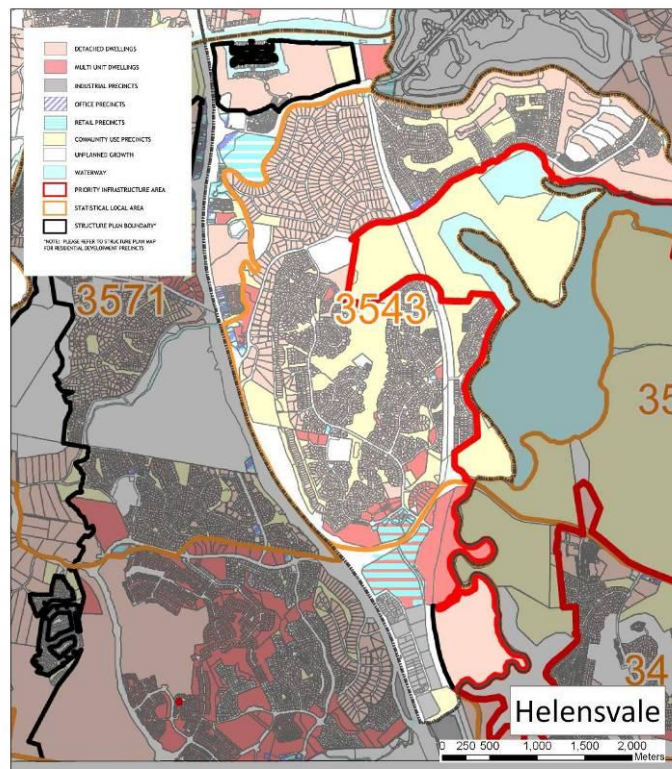 DETACHED DWELLINGS
MULTI UNIT DWELLINGS
INDUSTRIAL PRECINCTS
OFFICE PRECINCTS
RETAIL PRECINCTS
COMMUNITY USE PRECINCTS
UNPLANNED GROWTH
WATERWAY
PRIORITY INFRASTRUCTURE AREA
STATISTICAL LOCAL AREA
STRUCTURE PLAN BOUNDARY*
*NOTE: PLEASE REFER TO STRUCTURE PLAN MAP
FOR RESIDENTIAL DEVELOPMENT PRECINCTS
3571
3543
35
34
Helensvale
0 250 500 1,000 1,500 2,000
Meters